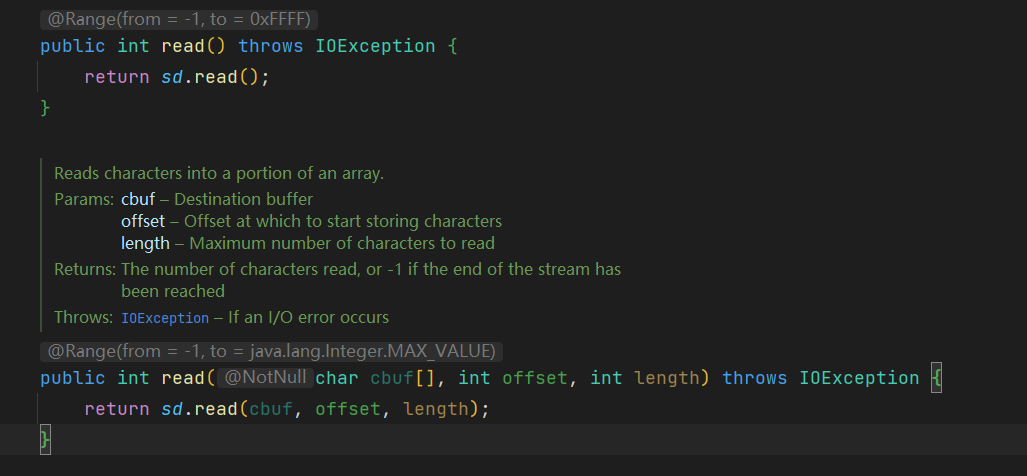 @Range(from = -1, to = 0xFFFF)
public int read() throws IOException {
return sd.read();
}
Reads characters into a portion of an array.
Params: cbuf – Destination buffer
offset – Offset at which to start storing characters
length – Maximum number of characters to read
Returns: The number of characters read, or -1 if the end of the stream has
been reached
Throws: IOException – If an I/O error occurs
@Range(from = -1, to = java.lang.Integer.MAX_VALUE)
public int read( @NotNull char cbuf[], int offset, int length) throws IOException {
return sd.read(cbuf, offset, length);
}